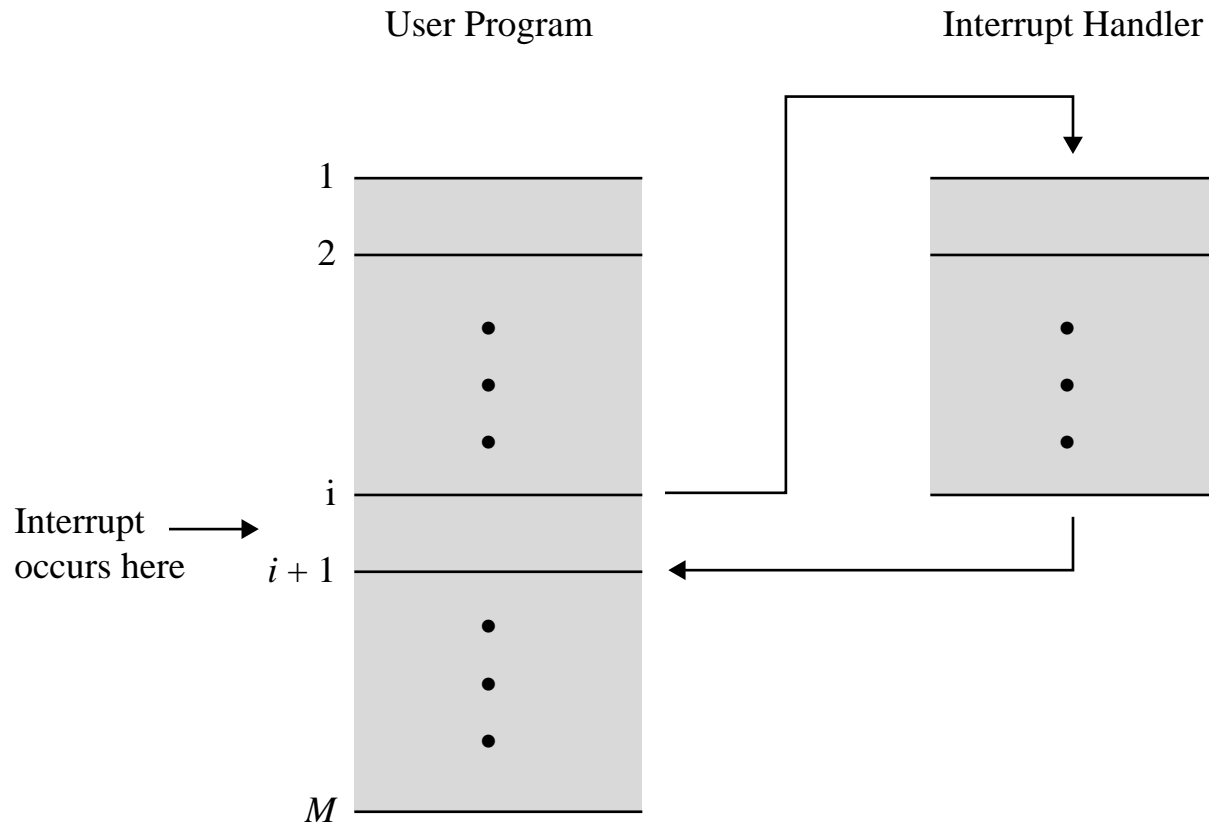 User Program
Interrupt Handler
1
2
i
Interrupt
occurs here
i + 1
M